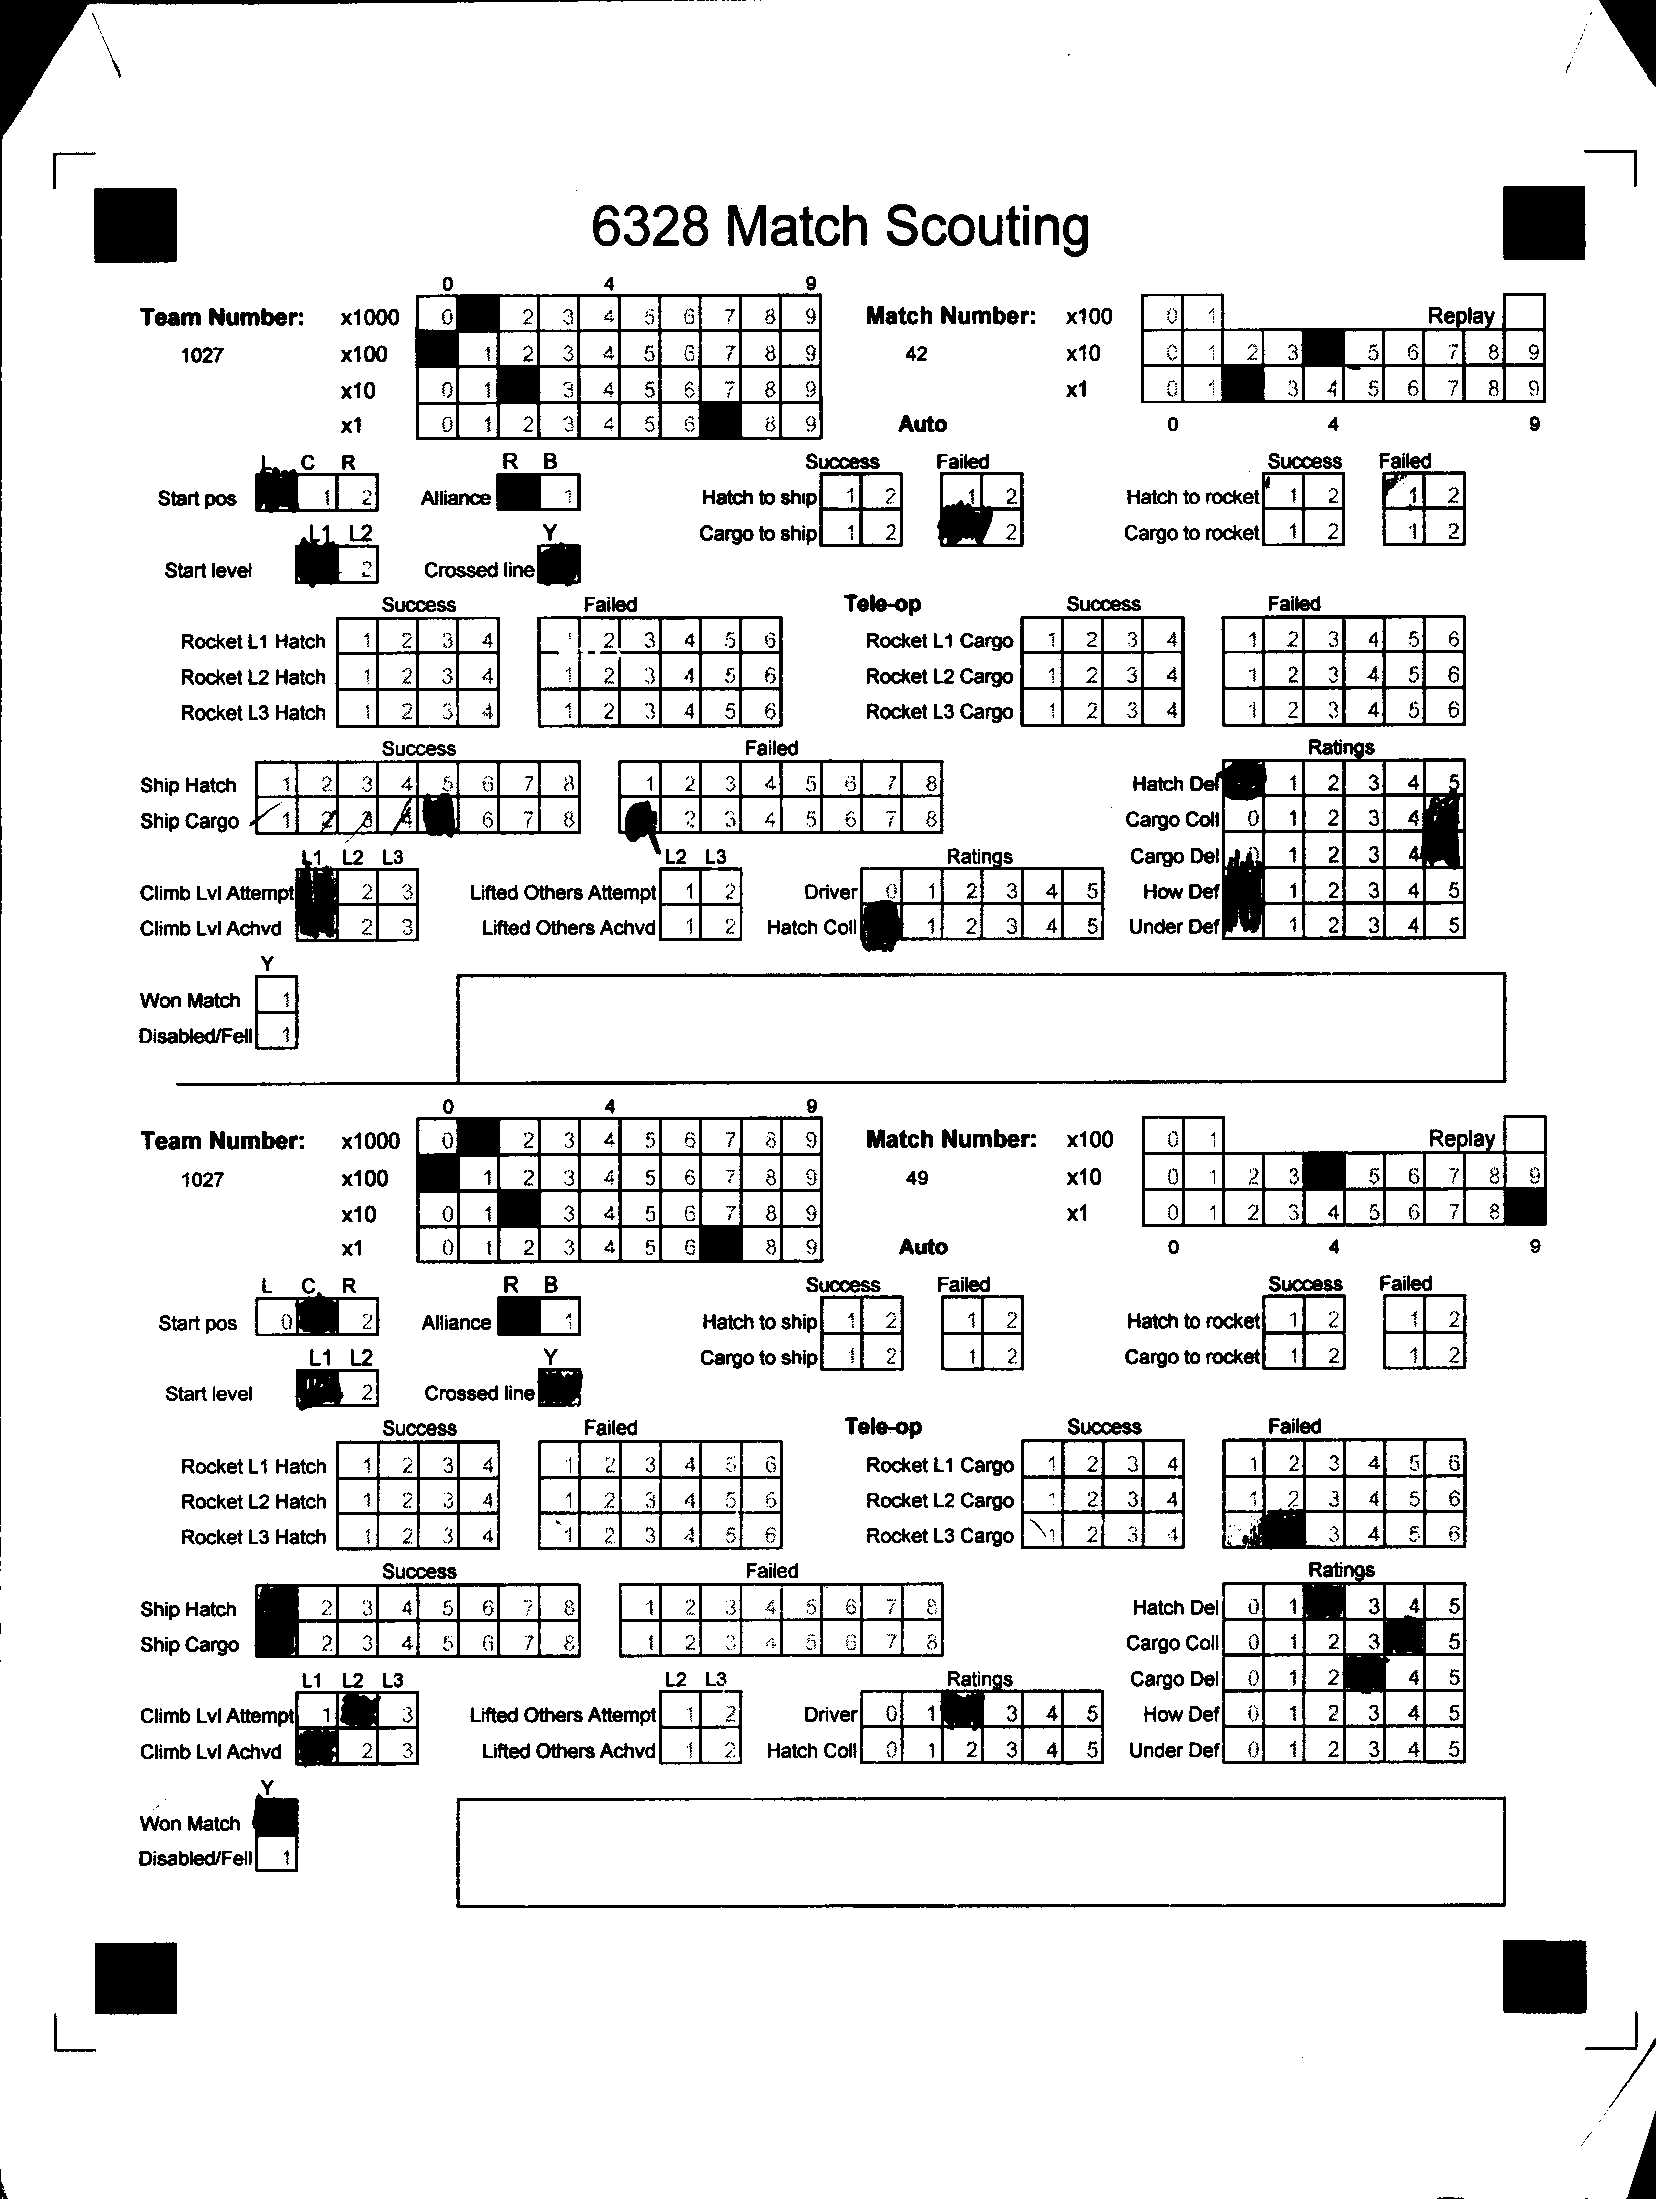 6328 Match Scouting
0 4 9
Team Number: x1000 0 2 3 4 5 6 7 8 9 Match Number: x100 0 1 Replay
1027 x100 1 2 3 4 5 6 7 8 9 42 x10 0 1 2 3 5 6 7 8 9
x10 0 1 3 4 5 6 7 8 9 x1 0 1 3 4 5 6 7 8 9
x1 0 1 2 3 4 5 6 8 9 Auto 0 4 9
L C R R B Success Failed Success Failed
Start pos 1 2 Alliance 1 Hatch to ship 1 2 1 2 Hatch to rocket 1 2 1 2
L1 L2 Y Cargo to ship 1 2 2 Cargo to rocket 1 2 1 2
Start level 2 Crossed line
Success Failed Tele-op Success Failed
Rocket L1 Hatch 1 2 3 4 1 2 3 4 5 6 Rocket L1 Cargo 1 2 3 4 1 2 3 4 5 6
Rocket L2 Hatch 1 2 3 4 1 2 3 4 5 6 Rocket L2 Cargo 1 2 3 4 1 2 3 4 5 6
Rocket L3 Hatch 1 2 3 4 1 2 3 4 5 6 Rocket L3 Cargo 1 2 3 4 1 2 3 4 5 6
Success Failed Ratings
Ship Hatch 1 2 3 4 5 6 7 8 1 2 3 4 5 6 7 8 Hatch Del 1 2 3 4 5
Ship Cargo 1 2 3 4 6 7 8 2 3 4 5 6 7 8 Cargo Coll 0 1 2 3 4
L1 L2 L3 L2 L3 Ratings Cargo Del 0 1 2 3 4
Climb Lvl Attempt 2 3 Lifted Others Attempt 1 2 Driver 0 1 2 3 4 5 How Def 1 2 3 4 5
Climb Lvl Achvd 2 3 Lifted Others Achvd 1 2 Hatch Coll 1 2 3 4 5 Under Def 1 2 3 4 5
Y
Won Match 1
Disabled/Fell 1
0 4 9
Team Number: x1000 0 2 3 4 5 6 7 8 9 Match Number: x100 0 1 Replay
1027 x100 1 2 3 4 5 6 7 8 9 49 x10 0 1 2 3 5 6 7 8 9
x10 0 1 3 4 5 6 7 8 9 x1 0 1 2 3 4 5 6 7 8
x1 0 1 2 3 4 5 6 8 9 Auto 0 4 9
L C R R B Success Failed Success Failed
Start pos 0 2 Alliance 1 Hatch to ship 1 2 1 2 Hatch to rocket 1 2 1 2
L1 L2 Y Cargo to ship 1 2 1 2 Cargo to rocket 1 2 1 2
Start level 2 Crossed line
Success Failed Tele-op Success Failed
Rocket L1 Hatch 1 2 3 4 1 2 3 4 5 6 Rocket L1 Cargo 1 2 3 4 1 2 3 4 5 6
Rocket L2 Hatch 1 2 3 4 1 2 3 4 5 6 Rocket L2 Cargo 1 2 3 4 1 2 3 4 5 6
Rocket L3 Hatch 1 2 3 4 1 2 3 4 5 6 Rocket L3 Cargo 1 2 3 4 3 4 5 6
Success Failed Ratings
Ship Hatch 2 3 4 5 6 7 8 1 2 3 4 5 6 7 8 Hatch Del 0 1 3 4 5
Ship Cargo 2 3 4 5 6 7 8 1 2 3 4 5 6 7 8 Cargo Coll 0 1 2 3 5
L1 L2 L3 L2 L3 Ratings Cargo Del 0 1 2 4 5
Climb Lvl Attempt 1 3 Lifted Others Attempt 1 2 Driver 0 1 3 4 5 How Def 0 1 2 3 4 5
Climb Lvl Achvd 2 3 Lifted Others Achvd 1 2 Hatch Coll 0 1 2 3 4 5 Under Def 0 1 2 3 4 5
Y
Won Match
Disabled/Fell 1